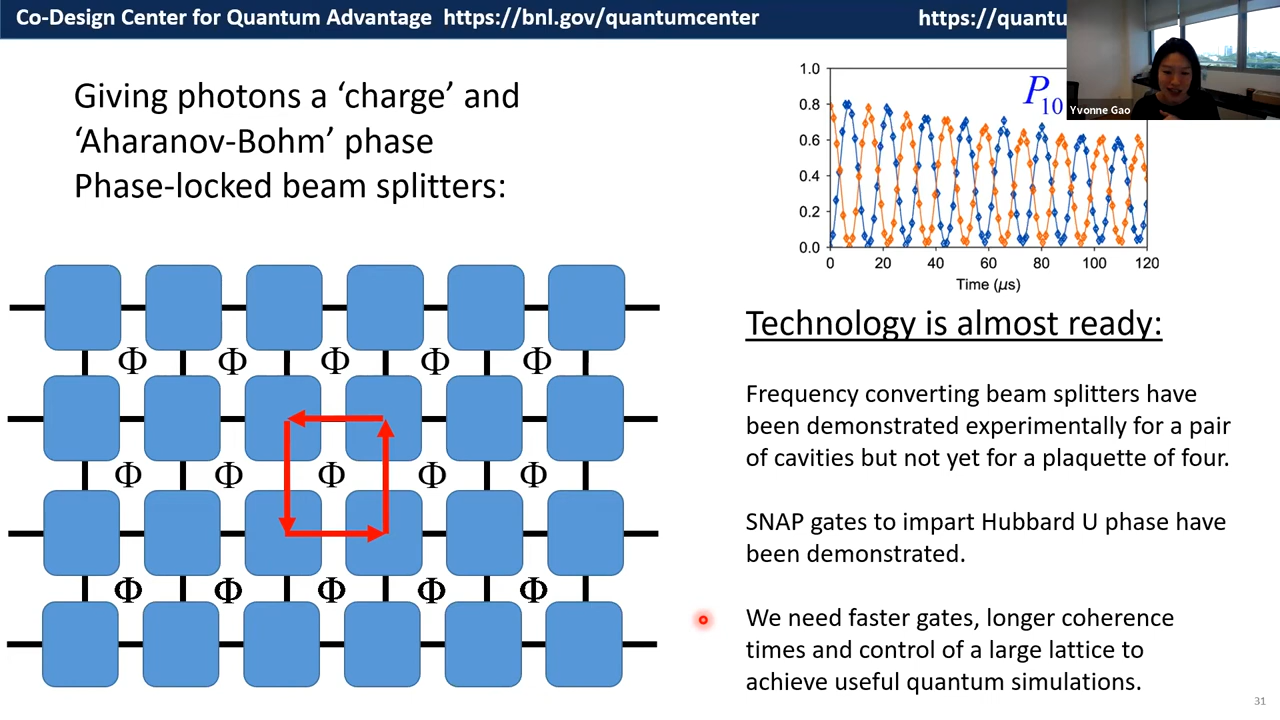 Co-Design Center for Quantum Advantage https://bnl.gov/quantumcenter
https://quantu
Yvonne Gao
Giving photons a ‘charge’ and
‘Aharanov-Bohm’ phase
Phase-locked beam splitters:
P10
1.0
0.8
0.6
0.4
0.2
0.0
0 20 40 60 80 100 120
Time (μs)
Φ Φ Φ Φ Φ
Φ Φ Φ Φ Φ
Φ Φ Φ Φ Φ
Technology is almost ready:
Frequency converting beam splitters have
been demonstrated experimentally for a pair
of cavities but not yet for a plaquette of four.
SNAP gates to impart Hubbard U phase have
been demonstrated.
We need faster gates, longer coherence
times and control of a large lattice to
achieve useful quantum simulations.
31